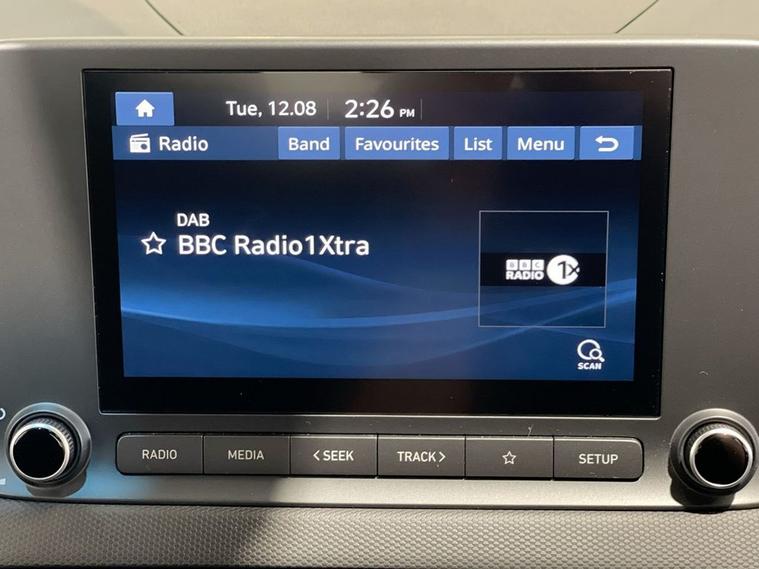 Tue, 12.08 2:26 PM
Radio Band Favourites List Menu
DAB
BBC Radio1Xtra
BBC
RADIO 1X
SCAN
RADIO MEDIA < SEEK TRACK > SETUP